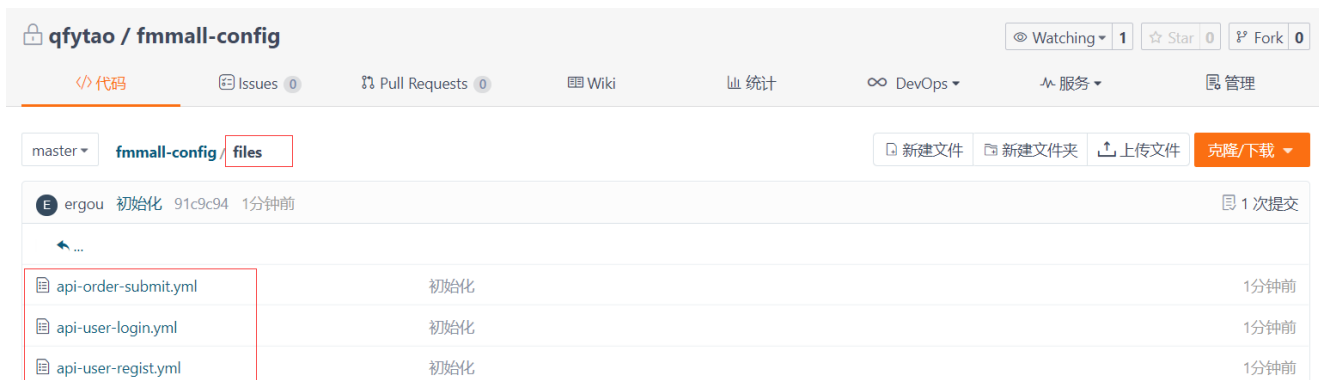 qfytao / fmmall-config
Watching 1 Star 0 Fork 0
代码 Issues 0 Pull Requests 0 Wiki 统计 DevOps 服务 管理
master fmmall-config / files 新建文件 新建文件夹 上传文件 克隆/下载
E ergou 初始化 91c9c94 1分钟前 1 次提交
...
api-order-submit.yml 初始化 1分钟前
api-user-login.yml 初始化 1分钟前
api-user-regist.yml 初始化 1分钟前